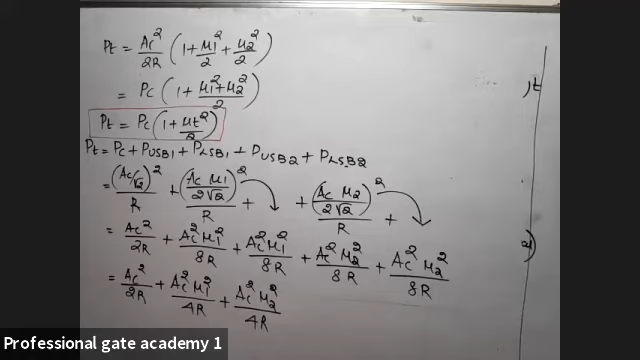 Pt = Ac²/2R (1 + μ1²/2 + μ2²/2)
= Pc (1 + μ1²+μ2²/2)
Pt = Pc (1 + μt²/2)
Pt = Pc + PUSB1 + PLSB1 + PUSB2 + PLSB2
= (Ac/√2)²/R + (Ac μ1/2√2)²/R + + (Ac μ2/2√2)²/R +
= Ac²/2R + Ac²μ1²/8R + Ac²μ1²/8R + Ac²μ2²/8R + Ac²μ2²/8R
= Ac²/2R + Ac²μ1²/4R + Ac²μ2²/4R
Professional gate academy 1